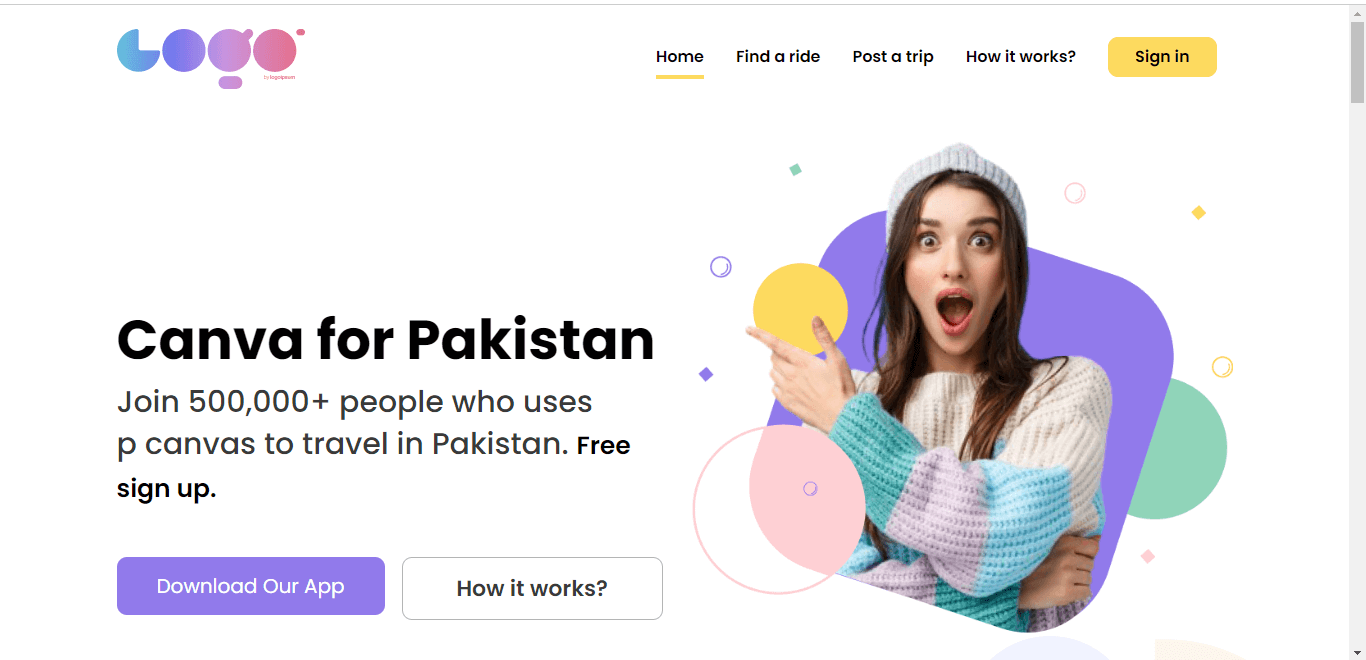 Logo
by logoipsum
Home Find a ride Post a trip How it works? Sign in
Canva for Pakistan
Join 500,000+ people who uses
p canvas to travel in Pakistan. Free
sign up.
Download Our App How it works?